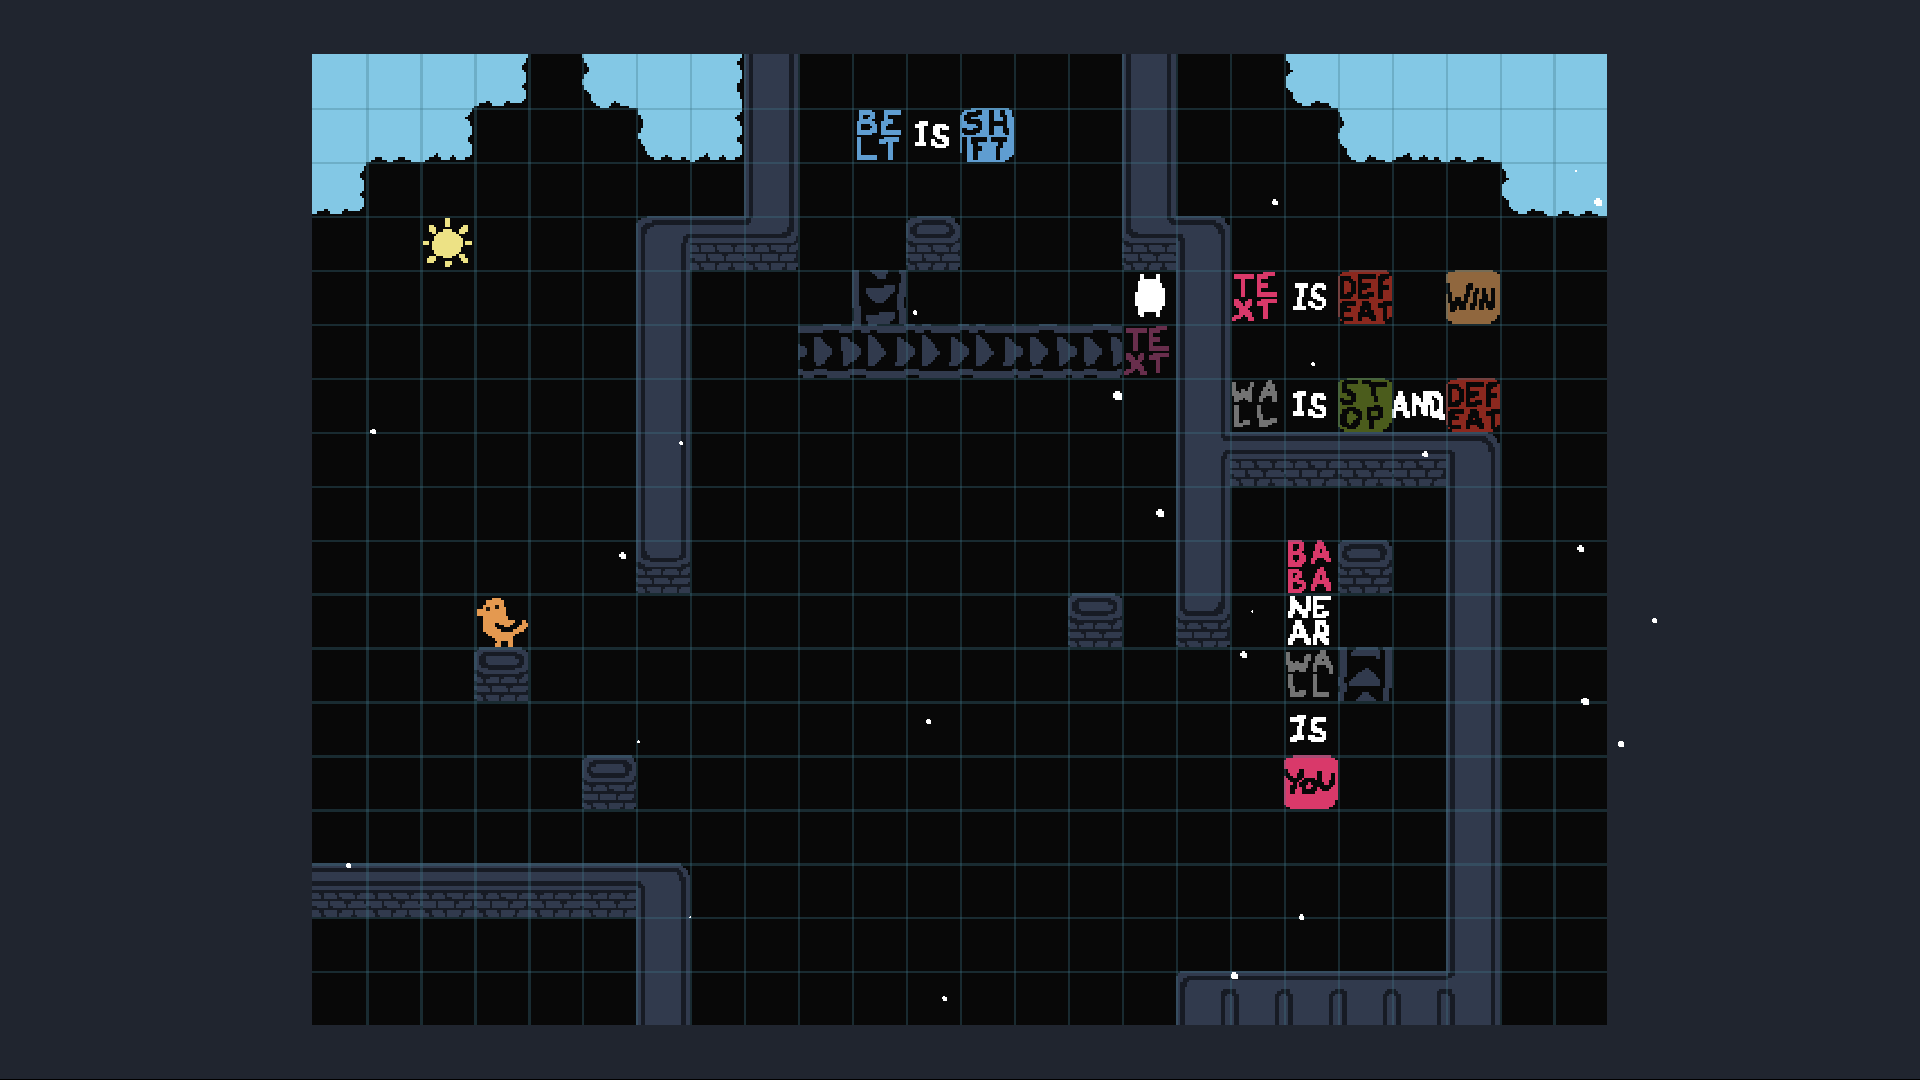 BELT IS SHIFT
TEXT IS DEFEAT WIN
TEXT
WALL IS STOP AND DEFEAT
BABA
NEAR
WALL
IS
YOU